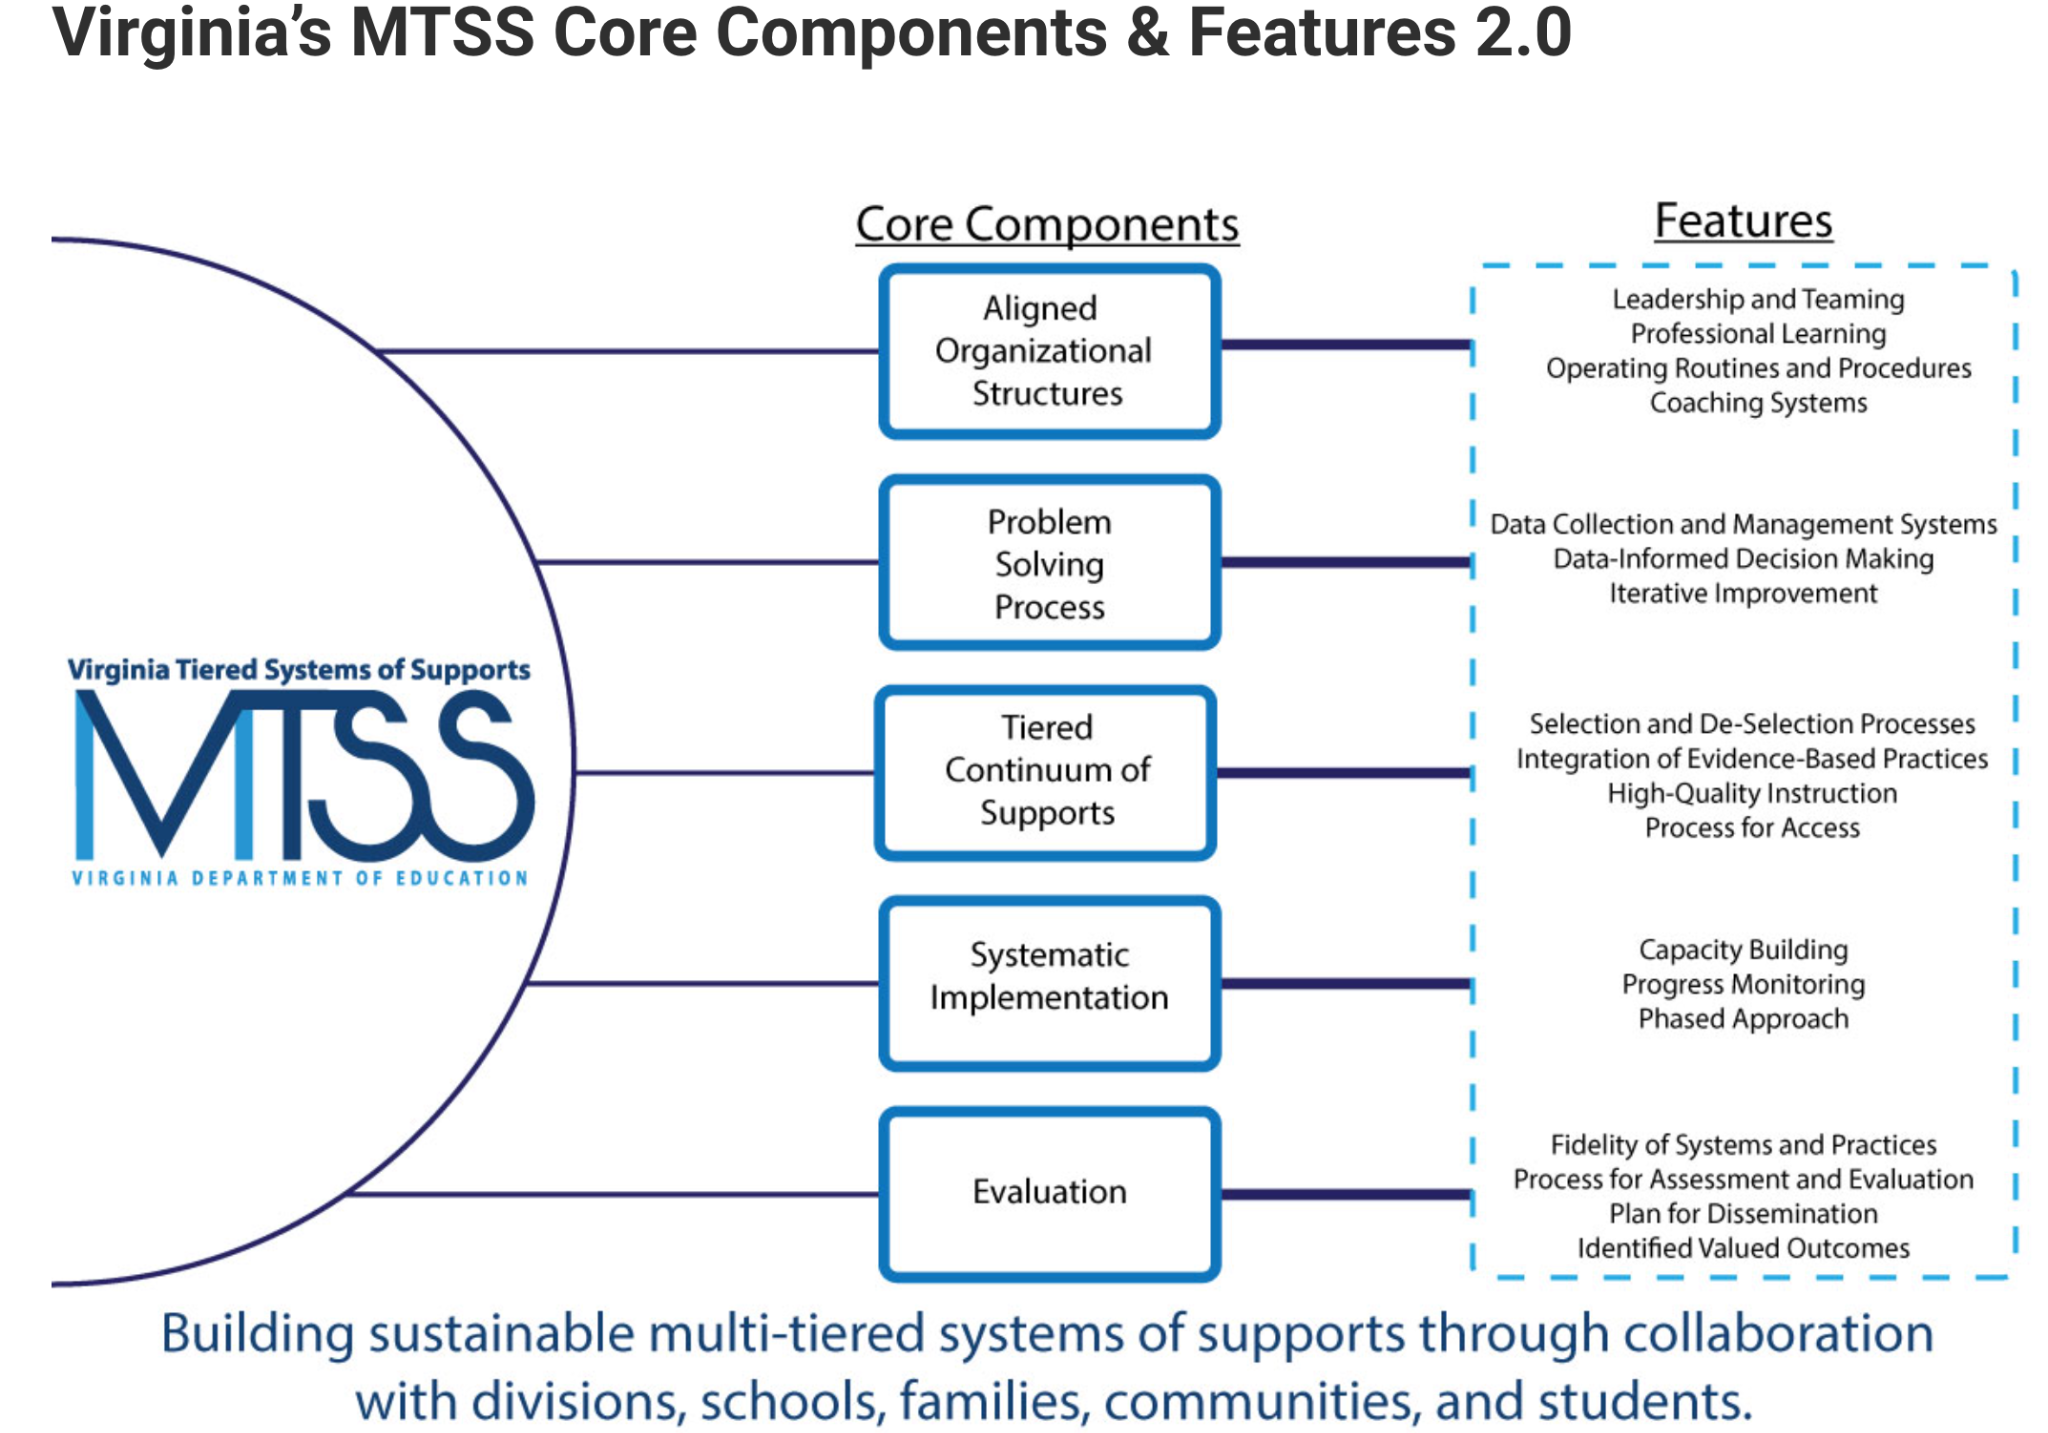 Virginia’s MTSS Core Components & Features 2.0
Core Components
Features
Virginia Tiered Systems of Supports
MTSS
VIRGINIA DEPARTMENT OF EDUCATION
Aligned
Organizational
Structures
Leadership and Teaming
Professional Learning
Operating Routines and Procedures
Coaching Systems
Problem
Solving
Process
Data Collection and Management Systems
Data-Informed Decision Making
Iterative Improvement
Tiered
Continuum of
Supports
Selection and De-Selection Processes
Integration of Evidence-Based Practices
High-Quality Instruction
Process for Access
Systematic
Implementation
Capacity Building
Progress Monitoring
Phased Approach
Evaluation
Fidelity of Systems and Practices
Process for Assessment and Evaluation
Plan for Dissemination
Identified Valued Outcomes
Building sustainable multi-tiered systems of supports through collaboration
with divisions, schools, families, communities, and students.